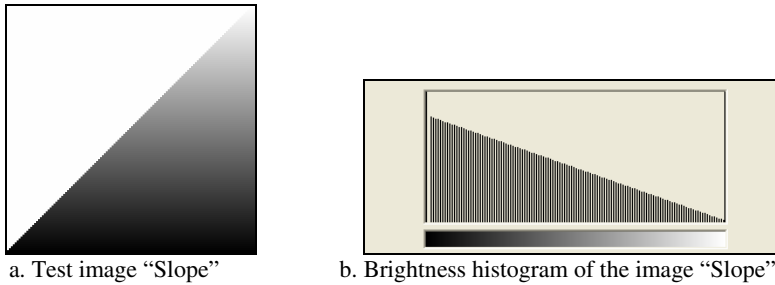 a. Test image “Slope”
b. Brightness histogram of the image “Slope”